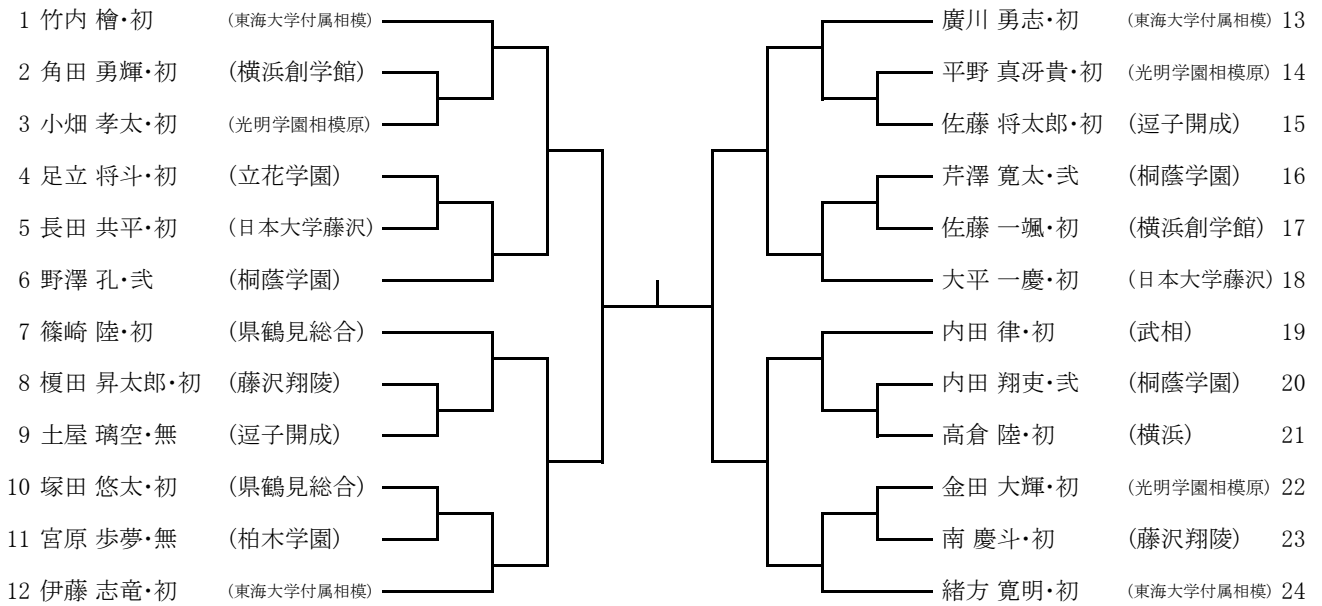 1 竹内 檜・初 (東海大学付属相模)
2 角田 勇輝・初 (横浜創学館)
3 小畑 孝太・初 (光明学園相模原)
4 足立 将斗・初 (立花学園)
5 長田 共平・初 (日本大学藤沢)
6 野澤 孔・弐 (桐蔭学園)
7 篠崎 陸・初 (県鶴見総合)
8 榎田 昇太郎・初 (藤沢翔陵)
9 土屋 璃空・無 (逗子開成)
10 塚田 悠太・初 (県鶴見総合)
11 宮原 歩夢・無 (柏木学園)
12 伊藤 志竜・初 (東海大学付属相模)
廣川 勇志・初 (東海大学付属相模) 13
平野 真冴貴・初 (光明学園相模原) 14
佐藤 将太郎・初 (逗子開成) 15
芹澤 寛太・弐 (桐蔭学園) 16
佐藤 一颯・初 (横浜創学館) 17
大平 一慶・初 (日本大学藤沢) 18
内田 律・初 (武相) 19
内田 翔吏・弐 (桐蔭学園) 20
高倉 陸・初 (横浜) 21
金田 大輝・初 (光明学園相模原) 22
南 慶斗・初 (藤沢翔陵) 23
緒方 寛明・初 (東海大学付属相模) 24